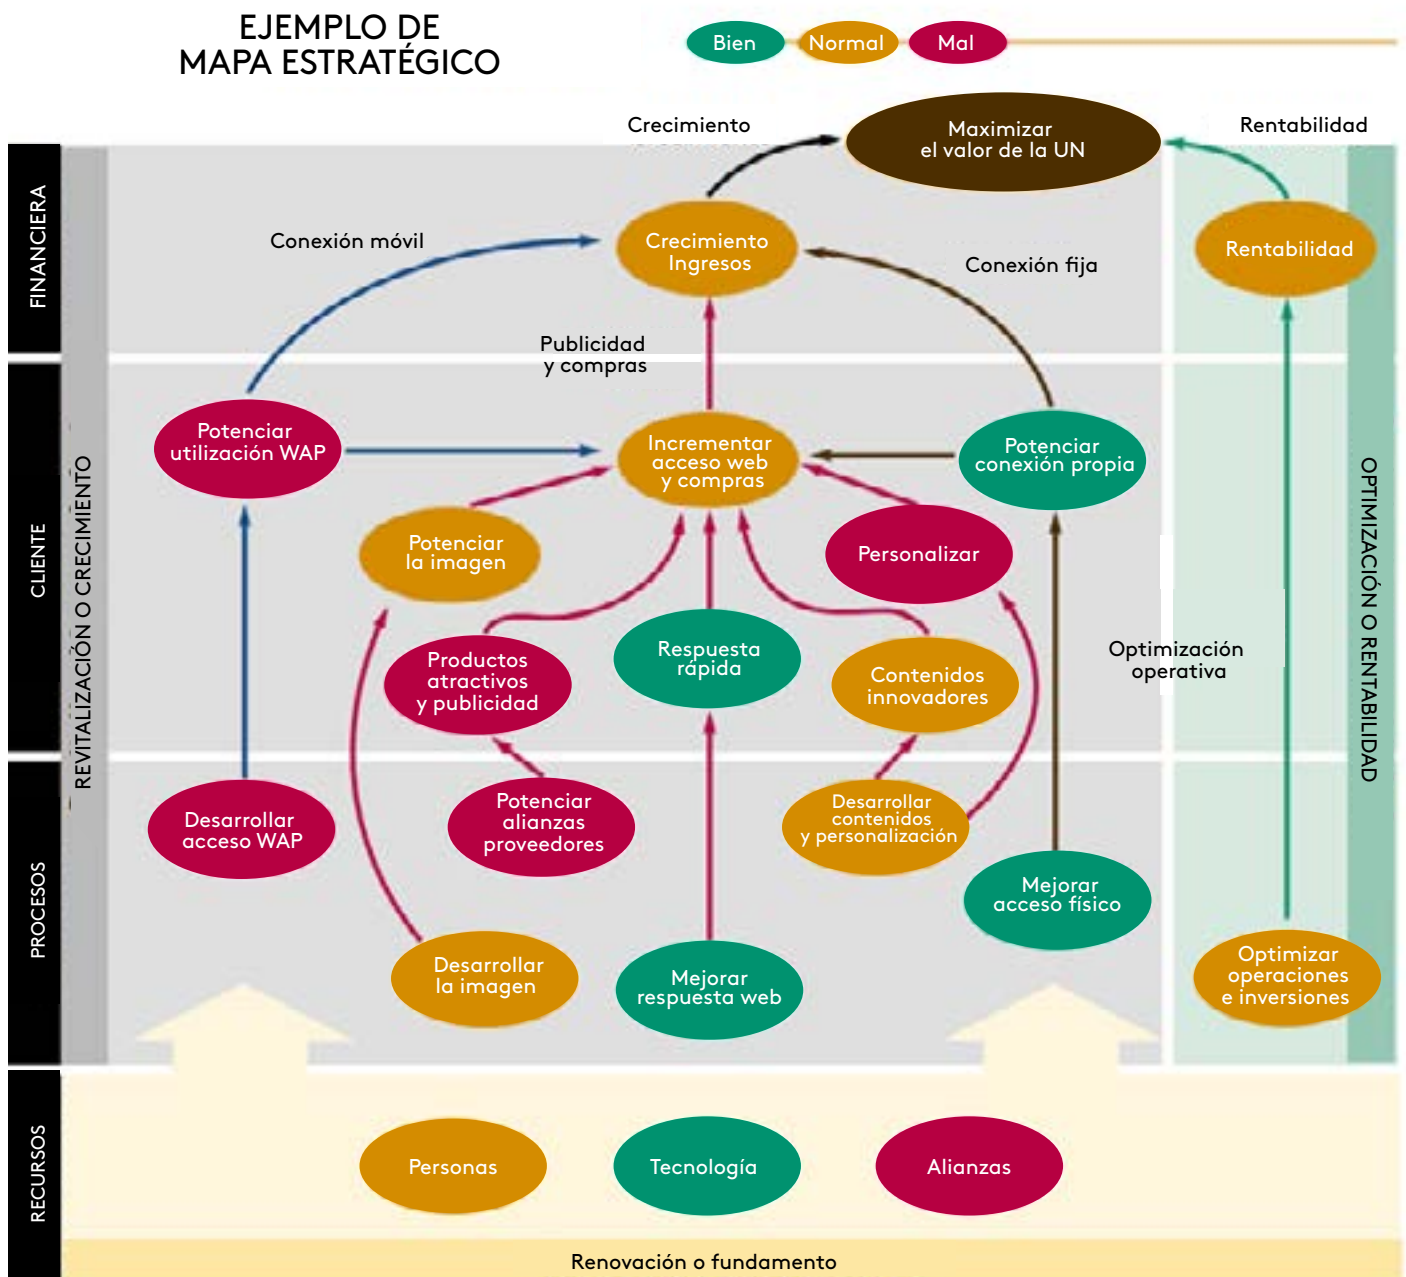 EJEMPLO DE
MAPA ESTRATÉGICO
Bien
Normal
Mal
Crecimiento
Maximizar
el valor de la UN
Rentabilidad
FINANCIERA
Conexión móvil
Crecimiento
Ingresos
Conexión fija
Rentabilidad
Publicidad
y compras
CLIENTE
REVITALIZACIÓN O CRECIMIENTO
Potenciar
utilización WAP
Incrementar
acceso web
y compras
Potenciar
conexión propia
OPTIMIZACIÓN O RENTABILIDAD
Potenciar
la imagen
Personalizar
Productos
atractivos
y publicidad
Respuesta
rápida
Contenidos
innovadores
Optimización
operativa
PROCESOS
Desarrollar
acceso WAP
Potenciar
alianzas
proveedores
Desarrollar
contenidos
y personalización
Mejorar
acceso físico
Desarrollar
la imagen
Mejorar
respuesta web
Optimizar
operaciones
e inversiones
RECURSOS
Personas
Tecnología
Alianzas
Renovación o fundamento